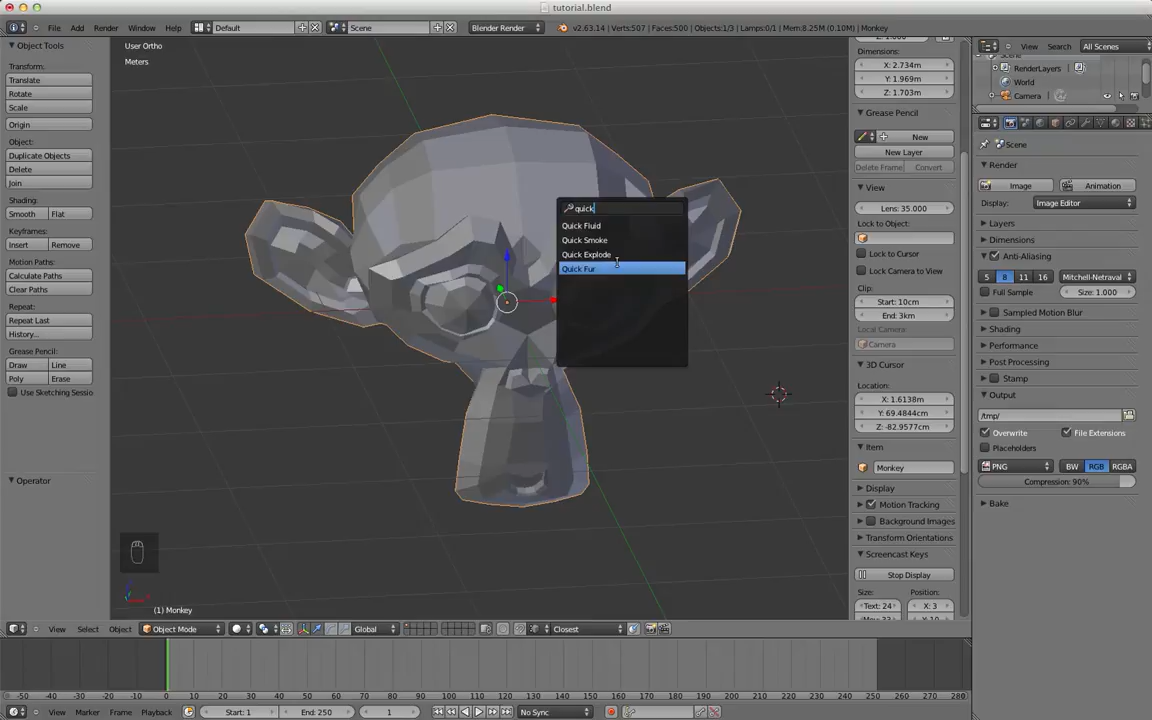 tutorial.blend
File Add Render Window Help Default Scene Blender Render v2.63.14 | Verts:507 | Faces:500 | Objects:1/3 | Lamps:0/1 | Mem:8.25M (0.10M) | Monkey
Object Tools
Transform:
Translate
Rotate
Scale
Origin
Object:
Duplicate Objects
Delete
Join
Shading:
Smooth Flat
Keyframes:
Insert Remove
Motion Paths:
Calculate Paths
Clear Paths
Repeat:
Repeat Last
History...
Grease Pencil:
Draw Line
Poly Erase
Use Sketching Sessio
Operator
User Ortho
Meters
quick
Quick Fluid
Quick Smoke
Quick Explode
Quick Fur
(1) Monkey
View Select Object Object Mode Global Closest
Dimensions:
X: 2.734m
Y: 1.969m
Z: 1.703m
Grease Pencil
New
New Layer
Delete Frame Convert
View
Lens: 35.000
Lock to Object:
Lock to Cursor
Lock Camera to View
Clip:
Start: 10cm
End: 3km
Local Camera:
Camera
3D Cursor
Location:
X: 1.6138m
Y: 69.4844cm
Z: -82.9577cm
Item
Monkey
Display
Motion Tracking
Background Images
Transform Orientations
Screencast Keys
Stop Display
Size: Position:
Text: 24 X: 3
View Search All Scenes
RenderLayers
World
Camera
Scene
Render
Image Animation
Display: Image Editor
Layers
Dimensions
Anti-Aliasing
5 8 11 16 Mitchell-Netraval
Full Sample Size: 1.000
Sampled Motion Blur
Shading
Performance
Post Processing
Stamp
Output
/tmp/
Overwrite File Extensions
Placeholders
PNG BW RGB RGBA
Compression: 90%
Bake
-50 -40 -30 -20 -10 0 10 20 30 40 50 60 70 80 90 100 110 120 130 140 150 160 170 180 190 200 210 220 230 240 250 260 270 280
View Marker Frame Playback Start: 1 End: 250 1 No Sync